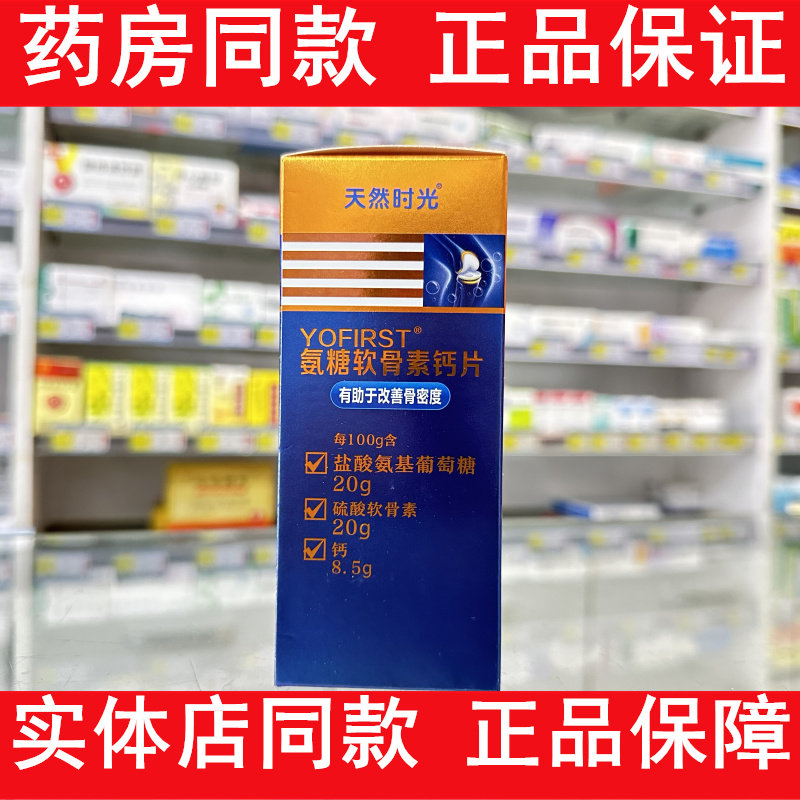 药房同款 正品保证
天然时光®
YOFIRST®
氨糖软骨素钙片
有助于改善骨密度
每100g含
盐酸氨基葡萄糖
20g
硫酸软骨素
20g
钙
8.5g
实体店同款 正品保障